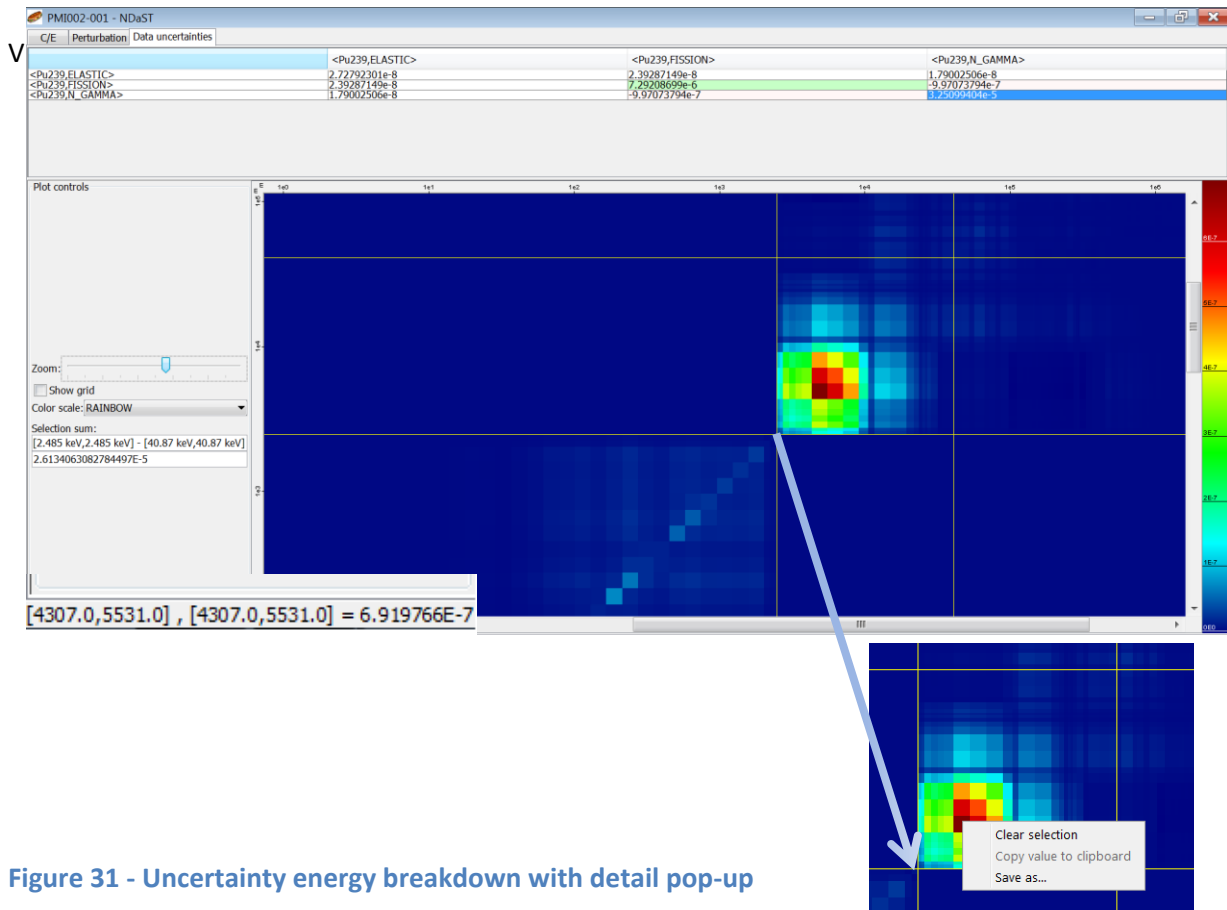 PMI002-001 - NDaST
C/E Perturbation Data uncertainties
V
<Pu239,ELASTIC> <Pu239,FISSION> <Pu239,N_GAMMA>
<Pu239,ELASTIC> 2.72792301e-8 2.39287149e-8 1.79002506e-8
<Pu239,FISSION> 2.39287149e-8 7.29208699e-6 -9.97073794e-7
<Pu239,N_GAMMA> 1.79002506e-8 -9.97073794e-7 3.25099404e-5
Plot controls
E
E
1e0 1e1 1e2 1e3 1e4 1e5 1e6
1e5
1e4
1e3
6E-7
5E-7
4E-7
3E-7
2E-7
1E-7
0E0
Zoom:
Show grid
Color scale: RAINBOW
Selection sum:
[2.485 keV,2.485 keV] - [40.87 keV,40.87 keV]
2.6134063082784497E-5
[4307.0,5531.0] , [4307.0,5531.0] = 6.919766E-7
Clear selection
Copy value to clipboard
Save as...
Figure 31 - Uncertainty energy breakdown with detail pop-up